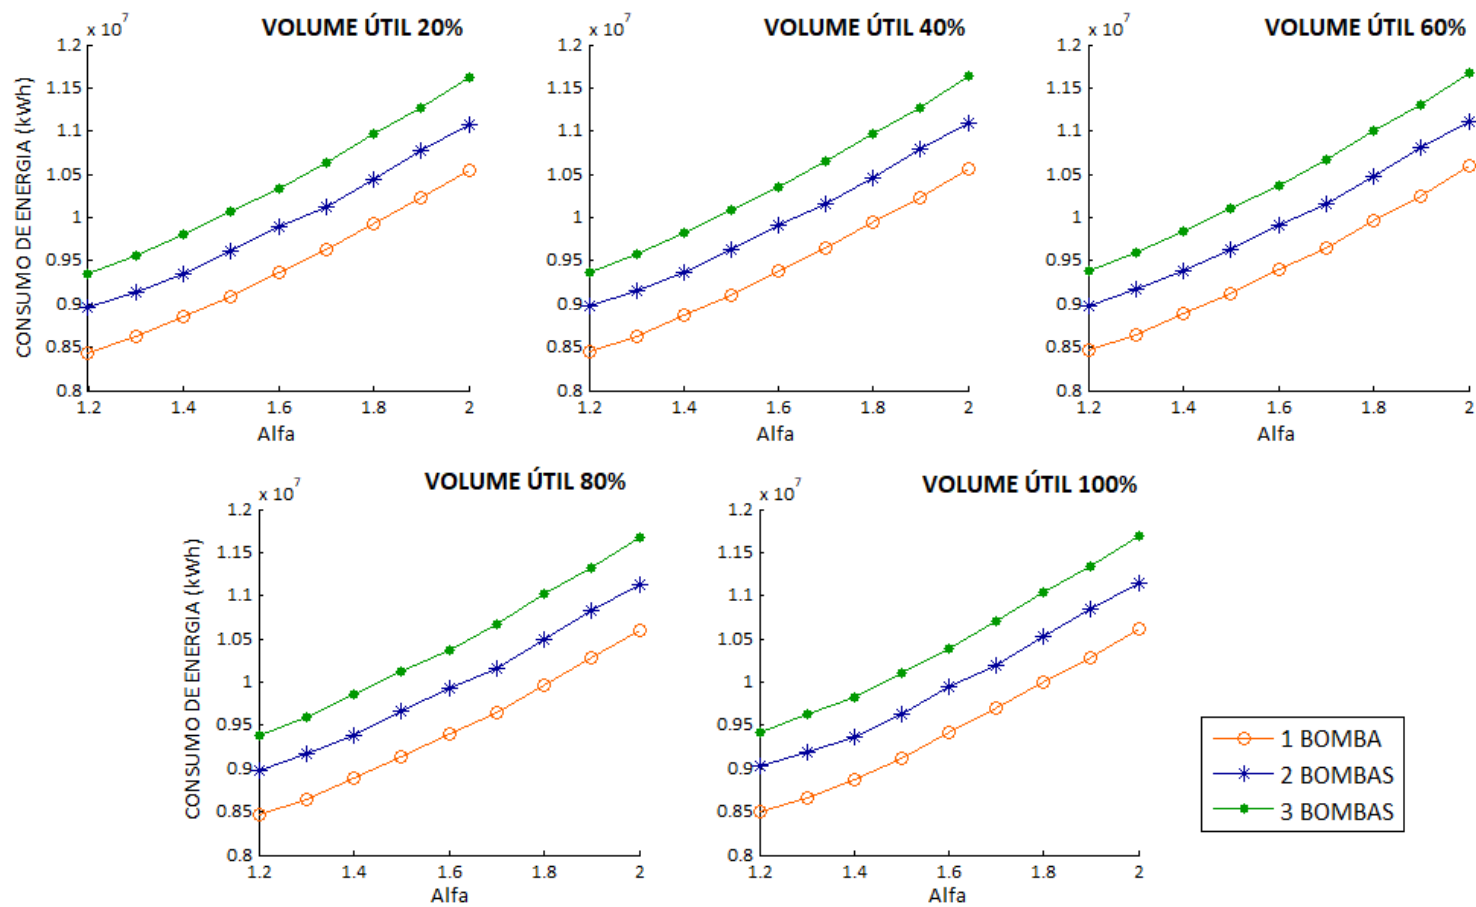 VOLUME ÚTIL 20%
x 10^7
1.2
1.15
1.1
1.05
1
0.95
0.9
0.85
0.8
1.2 1.4 1.6 1.8 2
Alfa
CONSUMO DE ENERGIA (kWh)
VOLUME ÚTIL 40%
x 10^7
1.2
1.15
1.1
1.05
1
0.95
0.9
0.85
0.8
1.2 1.4 1.6 1.8 2
Alfa
VOLUME ÚTIL 60%
x 10^7
1.2
1.15
1.1
1.05
1
0.95
0.9
0.85
0.8
1.2 1.4 1.6 1.8 2
Alfa
VOLUME ÚTIL 80%
x 10^7
1.2
1.15
1.1
1.05
1
0.95
0.9
0.85
0.8
1.2 1.4 1.6 1.8 2
Alfa
CONSUMO DE ENERGIA (kWh)
VOLUME ÚTIL 100%
x 10^7
1.2
1.15
1.1
1.05
1
0.95
0.9
0.85
0.8
1.2 1.4 1.6 1.8 2
Alfa
1 BOMBA
2 BOMBAS
3 BOMBAS